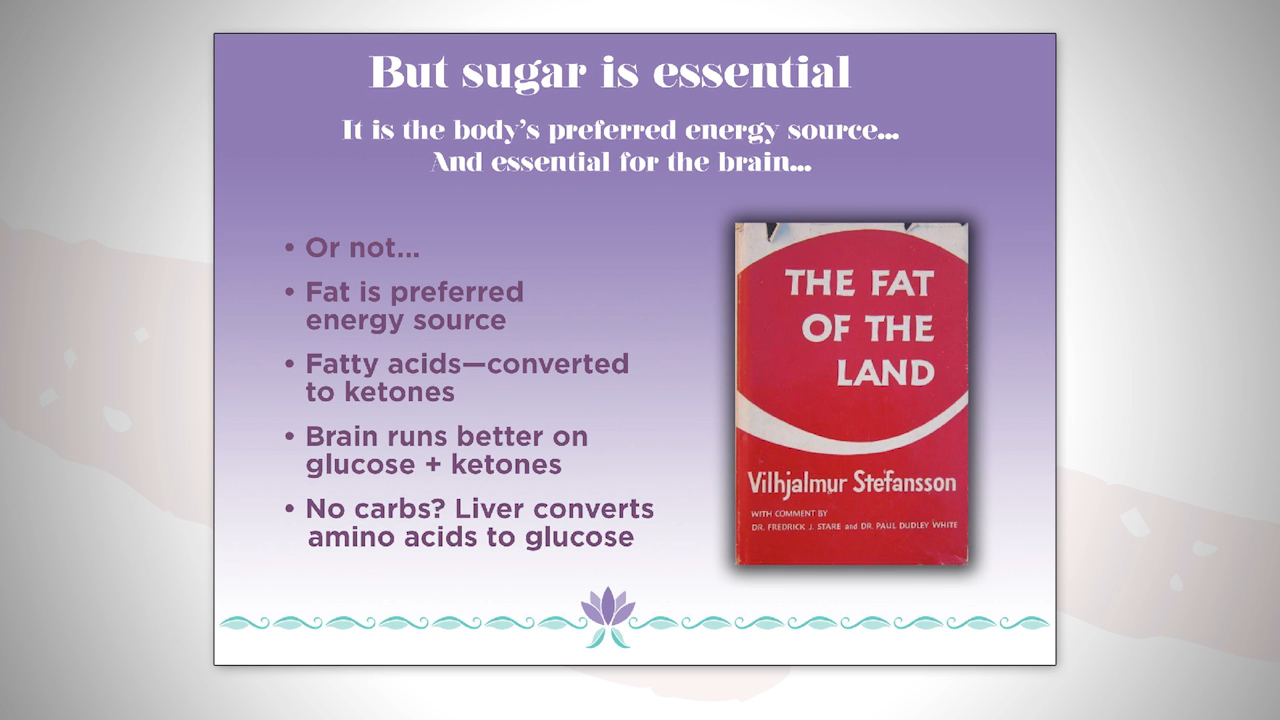 But sugar is essential
It is the body's preferred energy source...
And essential for the brain...
• Or not...
• Fat is preferred
energy source
• Fatty acids—converted
to ketones
• Brain runs better on
glucose + ketones
• No carbs? Liver converts
amino acids to glucose
THE FAT
OF THE
LAND
Vilhjalmur Stefansson
WITH COMMENT BY
DR. FREDRICK J. STARE and DR. PAUL DUDLEY WHITE